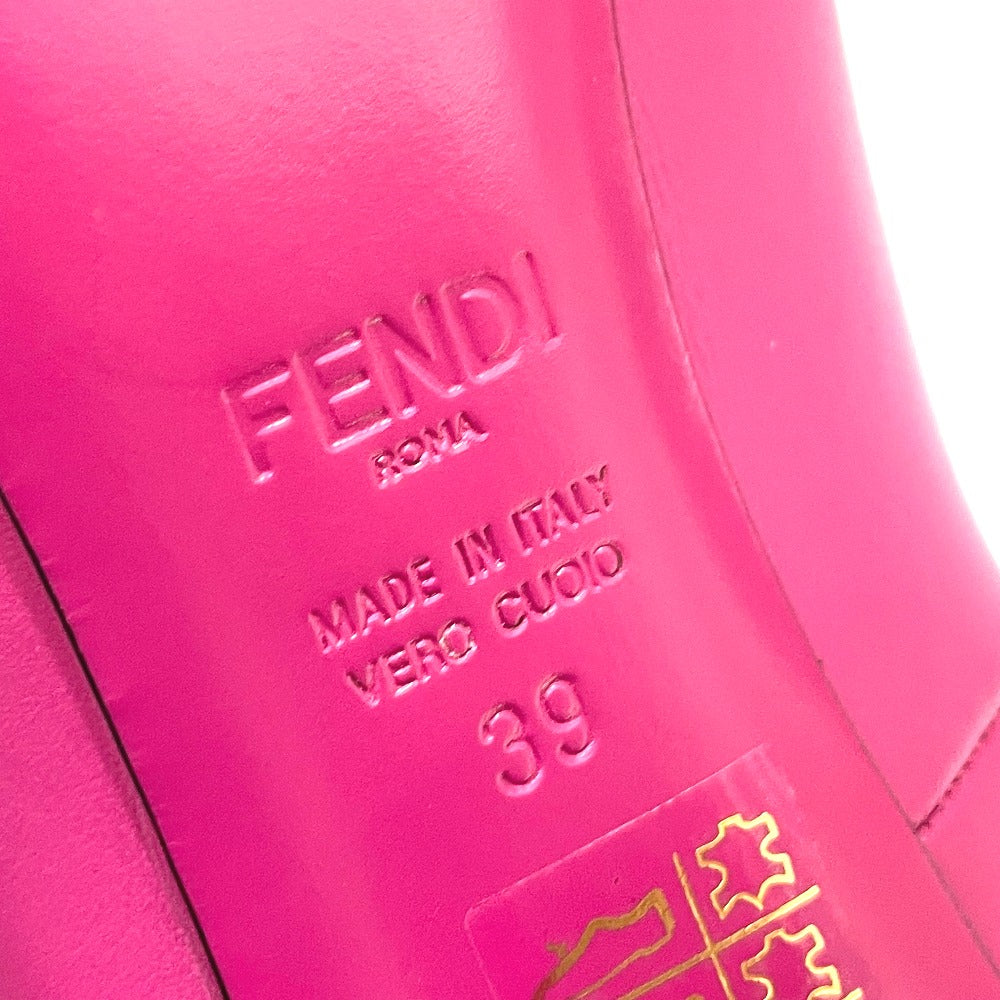 FENDI
ROMA
MADE IN ITALY
VERO CUOIO
39